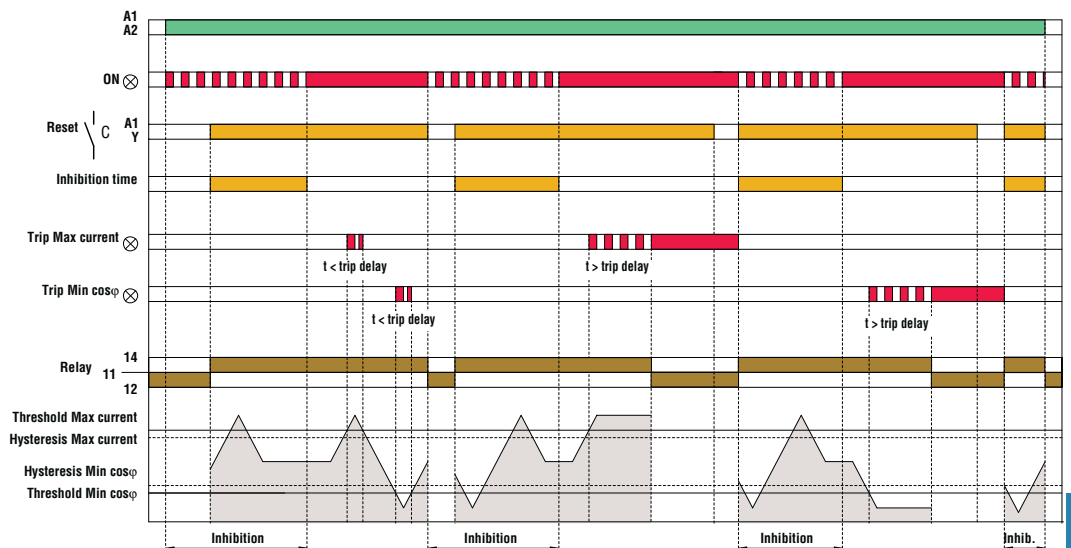 A1
A2
ON
Reset
C
A1
Y
Inhibition time
Trip Max current
t < trip delay
t > trip delay
Trip Min cosφ
t < trip delay
t > trip delay
Relay
14
11
12
Threshold Max current
Hysteresis Max current
Hysteresis Min cosφ
Threshold Min cosφ
Inhibition
Inhibition
Inhibition
Inhib.